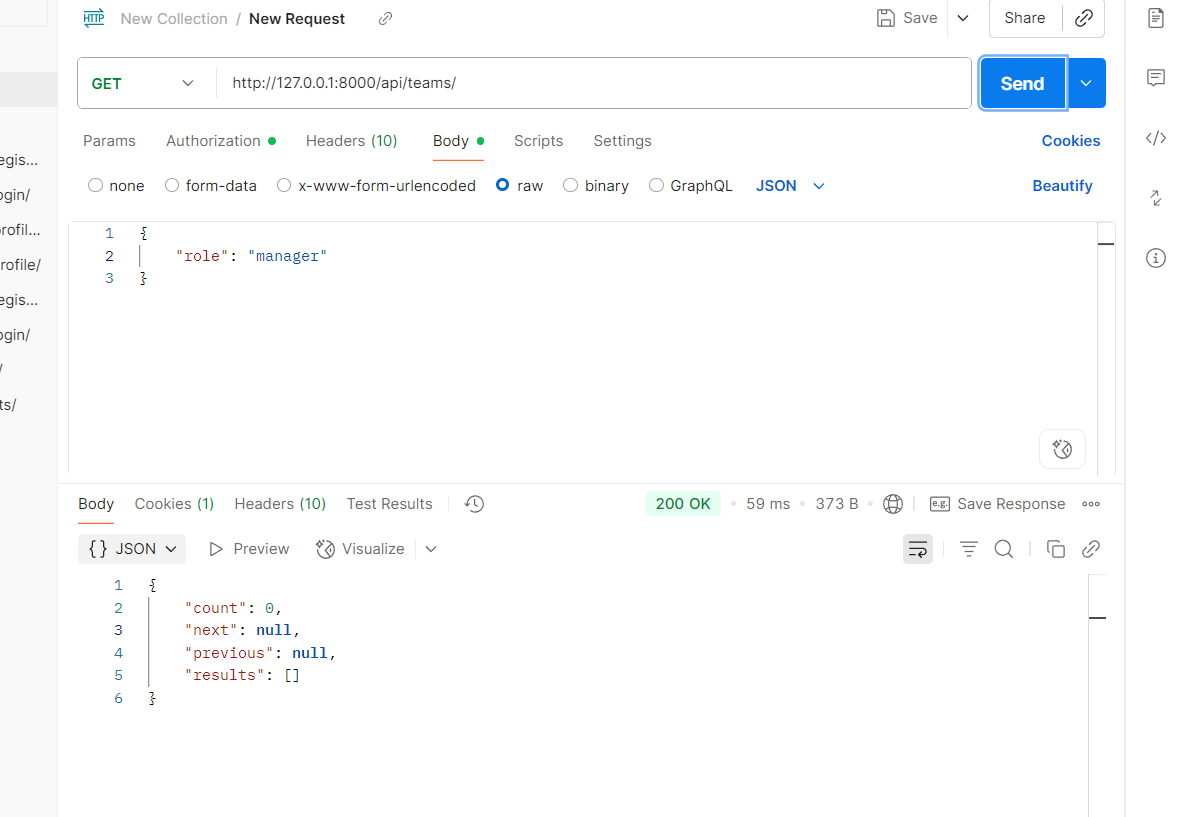 HTTP New Collection / New Request Save Share
GET http://127.0.0.1:8000/api/teams/ Send
Params Authorization Headers (10) Body Scripts Settings Cookies
egis...
none form-data x-www-form-urlencoded raw binary GraphQL JSON Beautify
ogin/
rofil...
1 {
2 "role": "manager"
3 }
rofile/
egis...
ogin/
/
ts/
Body Cookies (1) Headers (10) Test Results 200 OK 59 ms 373 B e.g. Save Response
{} JSON Preview Visualize
1 {
2 "count": 0,
3 "next": null,
4 "previous": null,
5 "results": []
6 }